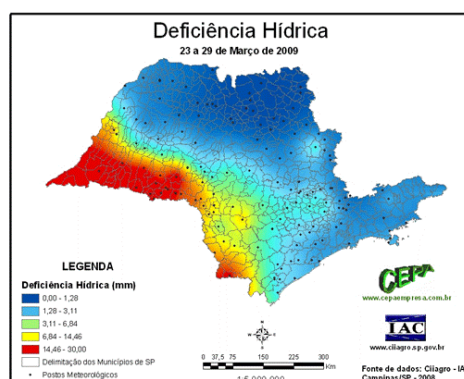 Deficiência Hídrica
23 a 29 de Março de 2009
LEGENDA
Deficiência Hídrica (mm)
0,00 - 1,28
1,28 - 3,11
3,11 - 6,84
6,84 - 14,46
14,46 - 30,00
Delimitação dos Municípios de SP
Postos Meteorológicos
N
0 37,5 75 150 225 300
Km
CEPA
www.cepaempresa.com.br
IAC
www.ciiagro.sp.gov.br
Fonte de dados: Ciiagro - IA
Campinas/SP - 2008